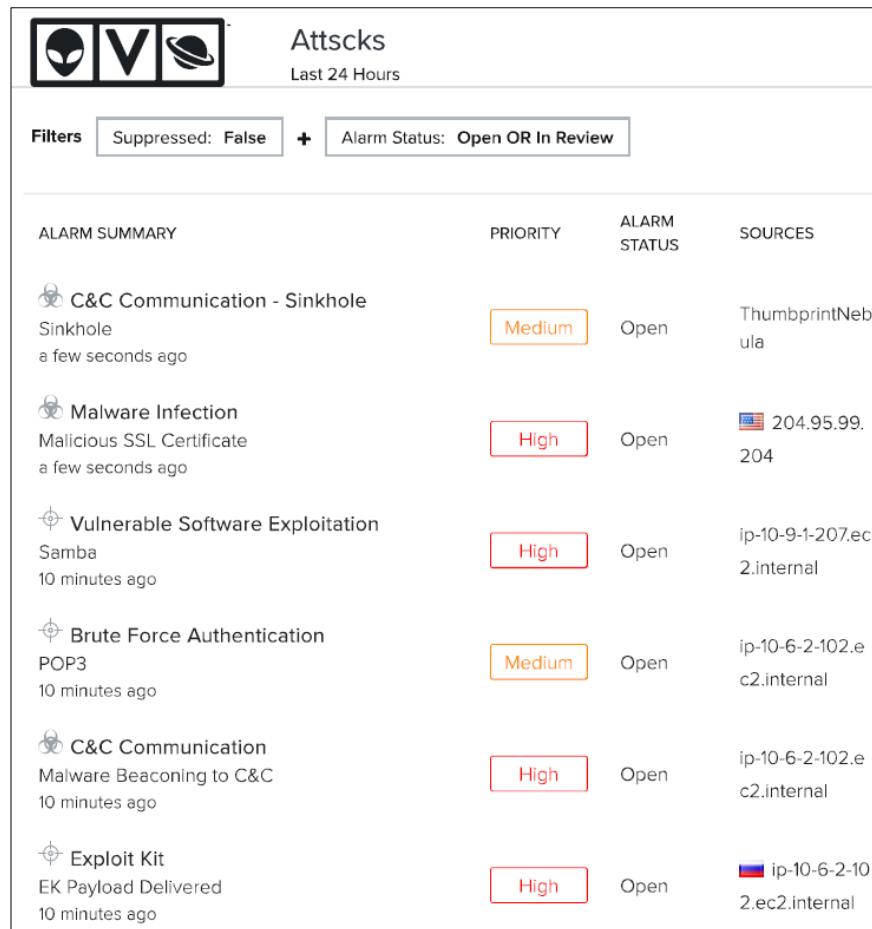 V
Attscks
Last 24 Hours
Filters Suppressed: False + Alarm Status: Open OR In Review
ALARM SUMMARY PRIORITY ALARM STATUS SOURCES
C&C Communication - Sinkhole
Sinkhole
a few seconds ago
Medium
Open
ThumbprintNeb
ula
Malware Infection
Malicious SSL Certificate
a few seconds ago
High
Open
204.95.99.
204
Vulnerable Software Exploitation
Samba
10 minutes ago
High
Open
ip-10-9-1-207.ec
2.internal
Brute Force Authentication
POP3
10 minutes ago
Medium
Open
ip-10-6-2-102.e
c2.internal
C&C Communication
Malware Beaconing to C&C
10 minutes ago
High
Open
ip-10-6-2-102.e
c2.internal
Exploit Kit
EK Payload Delivered
10 minutes ago
High
Open
ip-10-6-2-10
2.ec2.internal